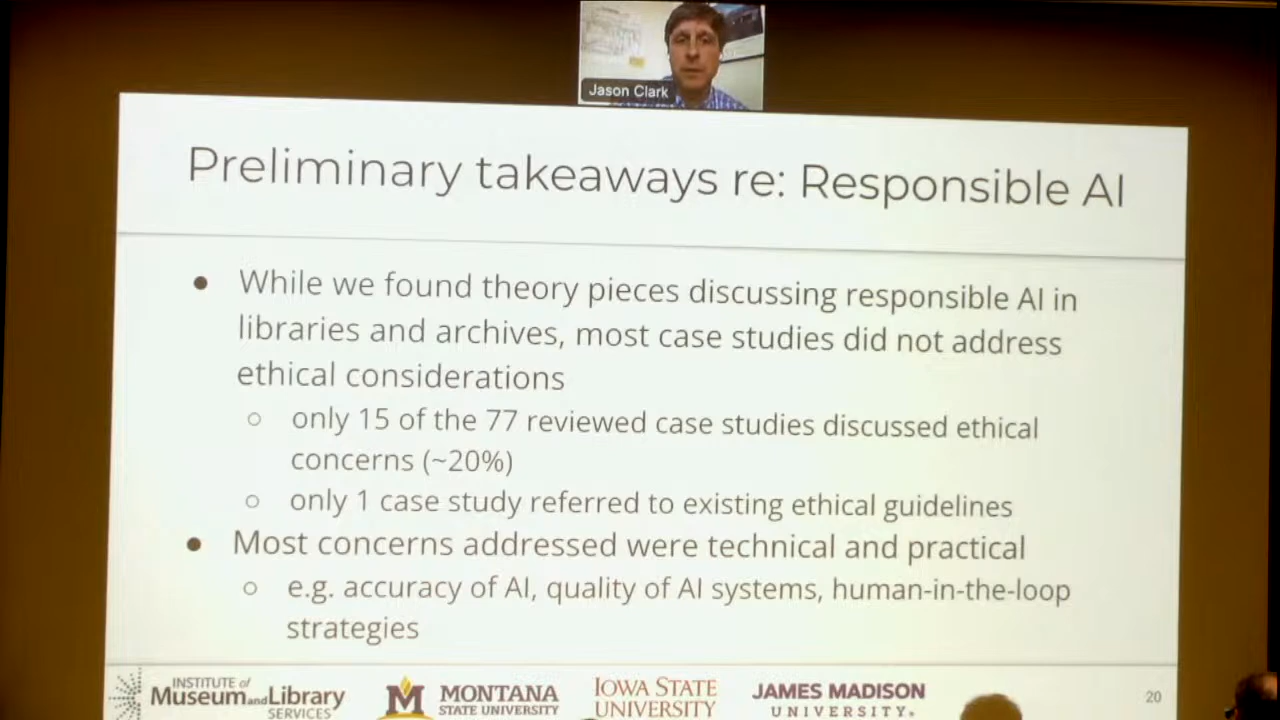 Jason Clark
Preliminary takeaways re: Responsible AI
● While we found theory pieces discussing responsible AI in
libraries and archives, most case studies did not address
ethical considerations
○ only 15 of the 77 reviewed case studies discussed ethical
concerns (~20%)
○ only 1 case study referred to existing ethical guidelines
● Most concerns addressed were technical and practical
○ e.g. accuracy of AI, quality of AI systems, human-in-the-loop
strategies
INSTITUTE of
Museum and Library
SERVICES
M
MONTANA
STATE UNIVERSITY
IOWA STATE
UNIVERSITY
JAMES MADISON
UNIVERSITY.
20